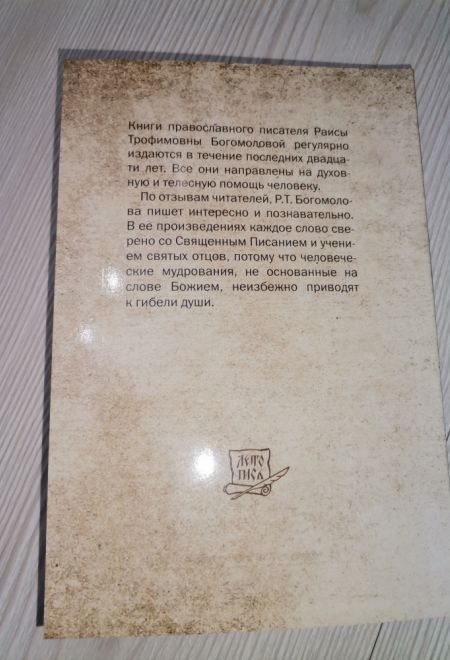 Книги православного писателя Раисы
Трофимовны Богомоловой регулярно
издаются в течение последних двадца-
ти лет. Все они направлены на духов-
ную и телесную помощь человеку.
По отзывам читателей, Р.Т. Богомоло-
ва пишет интересно и познавательно.
В ее произведениях каждое слово све-
рено со Священным Писанием и учени-
ем святых отцов, потому что человече-
ские мудрования, не основанные на
слове Божием, неизбежно приводят
к гибели души.
ЛЕТО
ПИСЬ